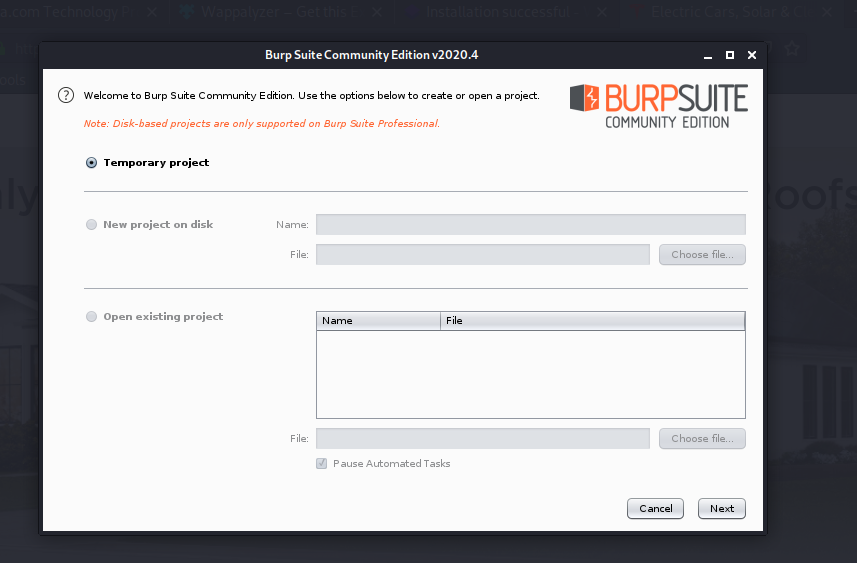 a.com Technology
Wappalyzer – Get this
Installation successful
Electric Cars, Solar &
Burp Suite Community Edition v2020.4
Welcome to Burp Suite Community Edition. Use the options below to create or open a project.
BURPSUITE
COMMUNITY EDITION
Note: Disk-based projects are only supported on Burp Suite Professional.
Temporary project
New project on disk
Name:
File:
Choose file...
Open existing project
Name
File
File:
Choose file...
Pause Automated Tasks
Cancel
Next